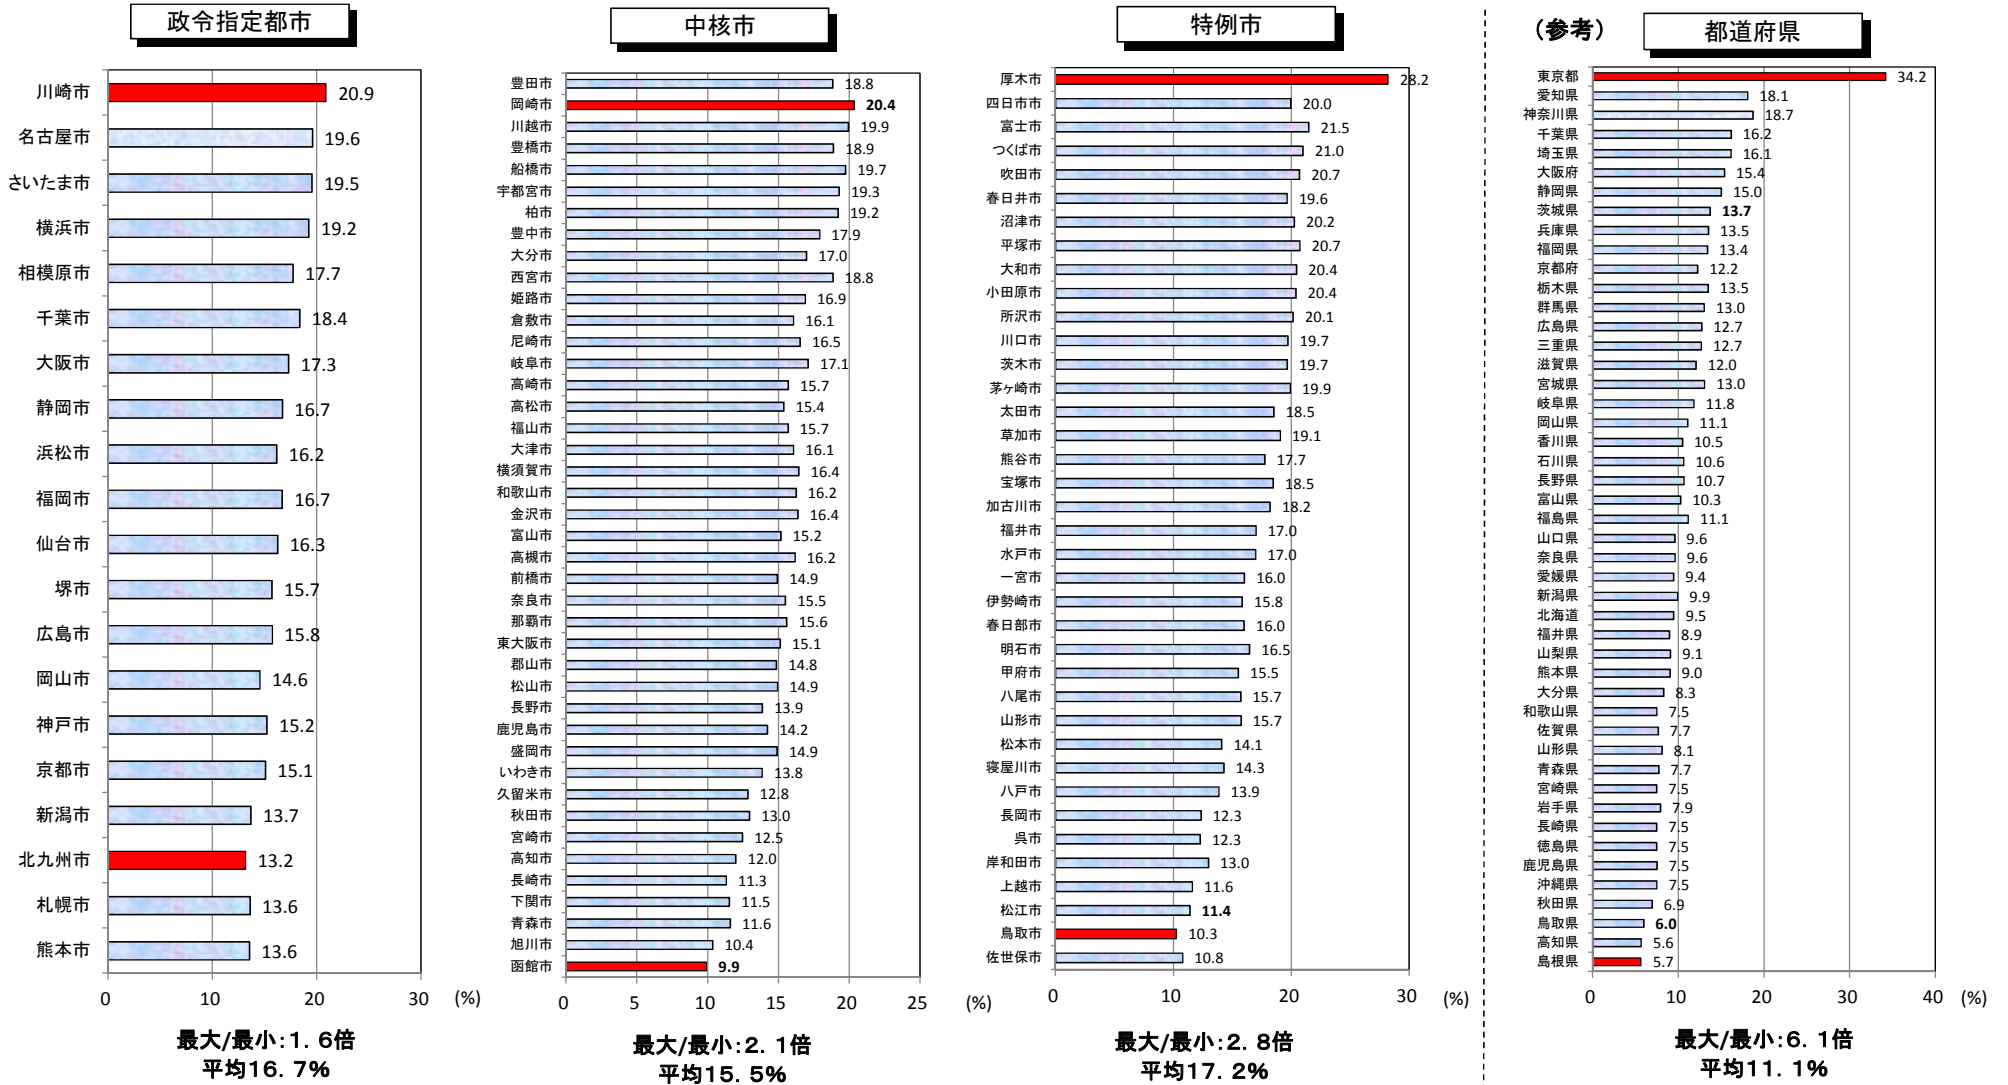 政令指定都市
川崎市 20.9
名古屋市 19.6
さいたま市 19.5
横浜市 19.2
相模原市 17.7
千葉市 18.4
大阪市 17.3
静岡市 16.7
浜松市 16.2
福岡市 16.7
仙台市 16.3
堺市 15.7
広島市 15.8
岡山市 14.6
神戸市 15.2
京都市 15.1
新潟市 13.7
北九州市 13.2
札幌市 13.6
熊本市 13.6
0 10 20 30 (%)
最大/最小:1.6倍
平均16.7%
中核市
豊田市 18.8
岡崎市 20.4
川越市 19.9
豊橋市 18.9
船橋市 19.7
宇都宮市 19.3
柏市 19.2
豊中市 17.9
大分市 17.0
西宮市 18.8
姫路市 16.9
倉敷市 16.1
尼崎市 16.5
岐阜市 17.1
高崎市 15.7
高松市 15.4
福山市 15.7
大津市 16.1
横須賀市 16.4
和歌山市 16.2
金沢市 16.4
富山市 15.2
高槻市 16.2
前橋市 14.9
奈良市 15.5
那覇市 15.6
東大阪市 15.1
郡山市 14.8
松山市 14.9
長野市 13.9
鹿児島市 14.2
盛岡市 14.9
いわき市 13.8
久留米市 12.8
秋田市 13.0
宮崎市 12.5
高知市 12.0
長崎市 11.3
下関市 11.5
青森市 11.6
旭川市 10.4
函館市 9.9
0 5 10 15 20 25 (%)
最大/最小:2.1倍
平均15.5%
特例市
厚木市 28.2
四日市市 20.0
富士市 21.5
つくば市 21.0
吹田市 20.7
春日井市 19.6
沼津市 20.2
平塚市 20.7
大和市 20.4
小田原市 20.4
所沢市 20.1
川口市 19.7
茨木市 19.7
茅ヶ崎市 19.9
太田市 18.5
草加市 19.1
熊谷市 17.7
宝塚市 18.5
加古川市 18.2
福井市 17.0
水戸市 17.0
一宮市 16.0
伊勢崎市 15.8
春日部市 16.0
明石市 16.5
甲府市 15.5
八尾市 15.7
山形市 15.7
松本市 14.1
寝屋川市 14.3
八戸市 13.9
長岡市 12.3
呉市 12.3
岸和田市 13.0
上越市 11.6
松江市 11.4
鳥取市 10.3
佐世保市 10.8
0 10 20 30 (%)
最大/最小:2.8倍
平均17.2%
(参考) 都道府県
東京都 34.2
愛知県 18.1
神奈川県 18.7
千葉県 16.2
埼玉県 16.1
大阪府 15.4
静岡県 15.0
茨城県 13.7
兵庫県 13.5
福岡県 13.4
京都府 12.2
栃木県 13.5
群馬県 13.0
広島県 12.7
三重県 12.7
滋賀県 12.0
宮城県 13.0
岐阜県 11.8
岡山県 11.1
香川県 10.5
石川県 10.6
長野県 10.7
富山県 10.3
福島県 11.1
山口県 9.6
奈良県 9.6
愛媛県 9.4
新潟県 9.9
北海道 9.5
福井県 8.9
山梨県 9.1
熊本県 9.0
大分県 8.3
和歌山県 7.5
佐賀県 7.7
山形県 8.1
青森県 7.7
宮崎県 7.5
岩手県 7.9
長崎県 7.5
徳島県 7.5
鹿児島県 7.5
沖縄県 7.5
秋田県 6.9
鳥取県 6.0
高知県 5.6
島根県 5.7
0 10 20 30 40 (%)
最大/最小:6.1倍
平均11.1%